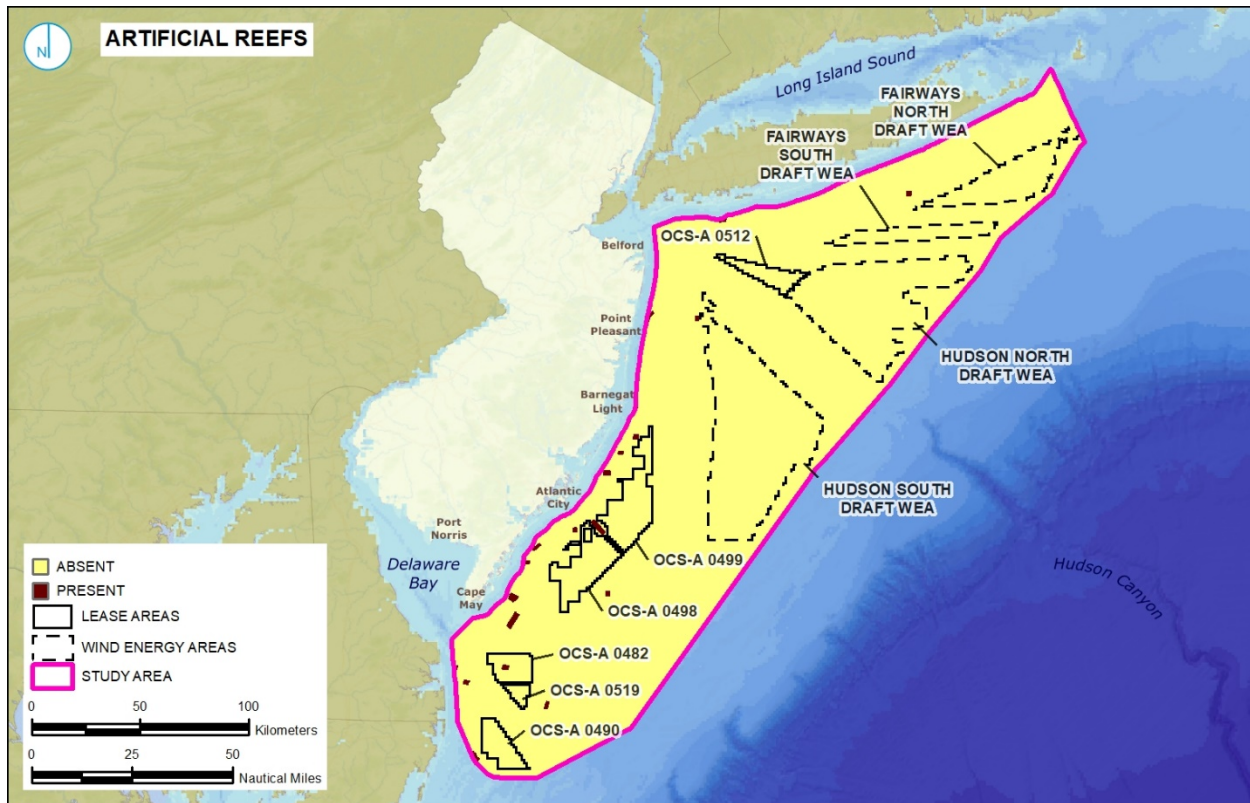 N
ARTIFICIAL REEFS
Long Island Sound
FAIRWAYS
NORTH
DRAFT WEA
FAIRWAYS
SOUTH
DRAFT WEA
OCS-A 0512
Belford
Point
Pleasant
HUDSON NORTH
DRAFT WEA
Barnegat
Light
HUDSON SOUTH
DRAFT WEA
Atlantic
City
Port
Norris
OCS-A 0499
Delaware
Bay
Hudson Canyon
Cape
May
OCS-A 0498
OCS-A 0482
OCS-A 0519
OCS-A 0490
ABSENT
PRESENT
LEASE AREAS
WIND ENERGY AREAS
STUDY AREA
0 50 100
Kilometers
0 25 50
Nautical Miles